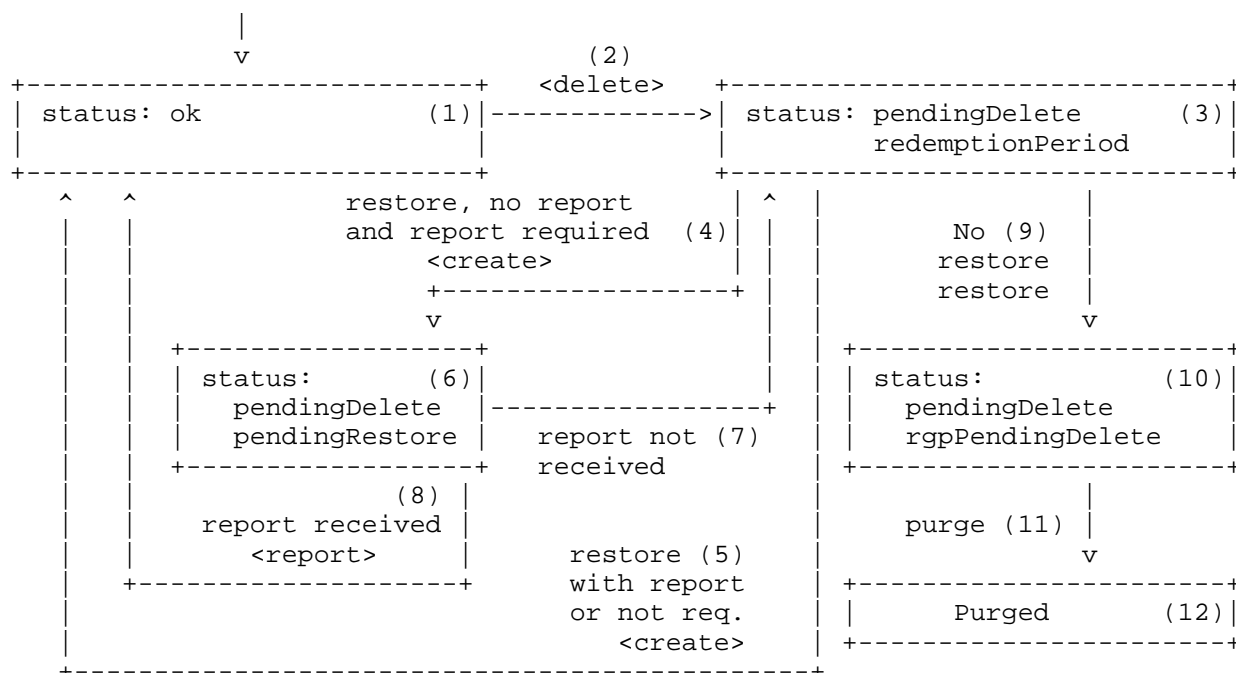 (2)
<delete>
status: ok (1)
status: pendingDelete (3)
redemptionPeriod
restore, no report
and report required (4)
<create>
No (9)
restore
restore
status: (6)
pendingDelete
pendingRestore
report not (7)
received
status: (10)
pendingDelete
rgpPendingDelete
(8)
report received
<report>
restore (5)
with report
or not req.
<create>
purge (11)
Purged (12)